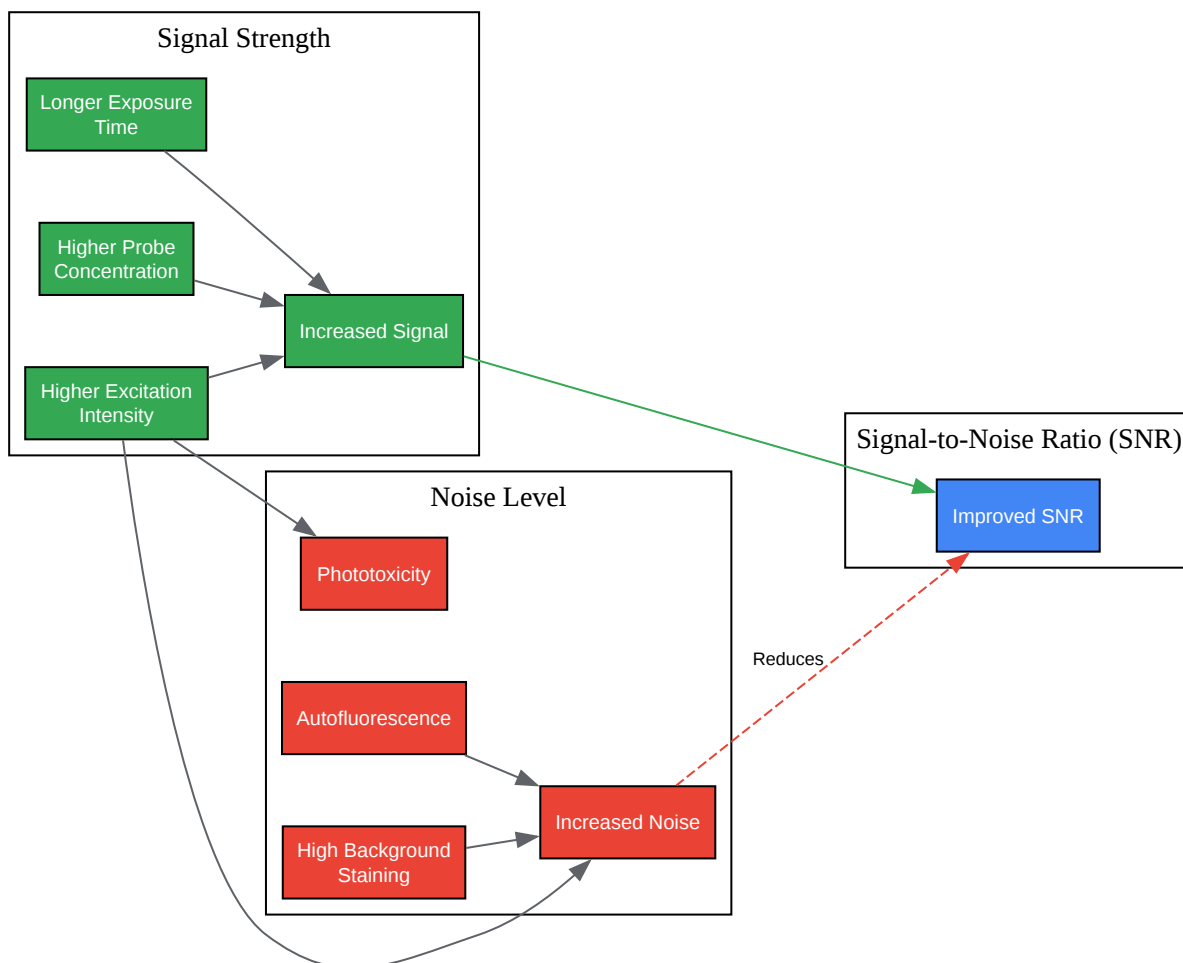 Signal Strength
Longer Exposure
Time
Higher Probe
Concentration
Increased Signal
Higher Excitation
Intensity
Signal-to-Noise Ratio (SNR)
Improved SNR
Noise Level
Phototoxicity
Reduces
Autofluorescence
Increased Noise
High Background
Staining